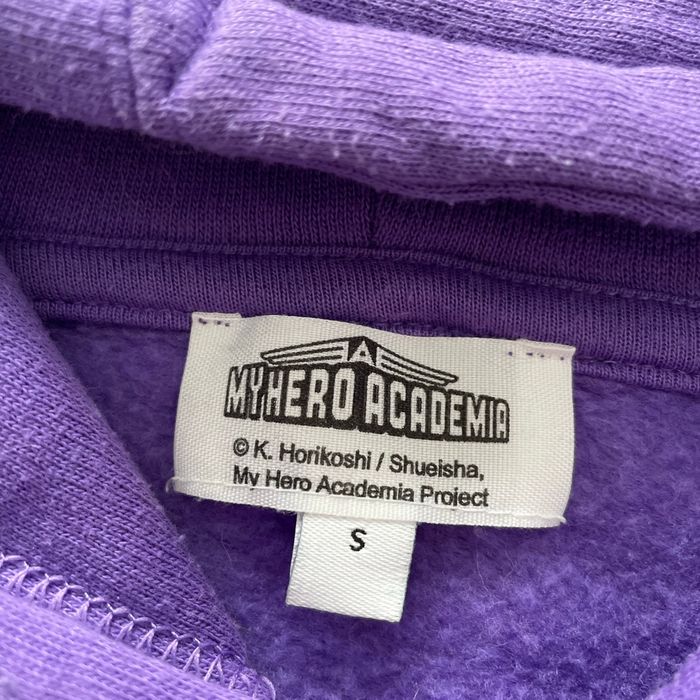 A
MY HERO ACADEMIA
© K. Horikoshi / Shueisha,
My Hero Academia Project
S